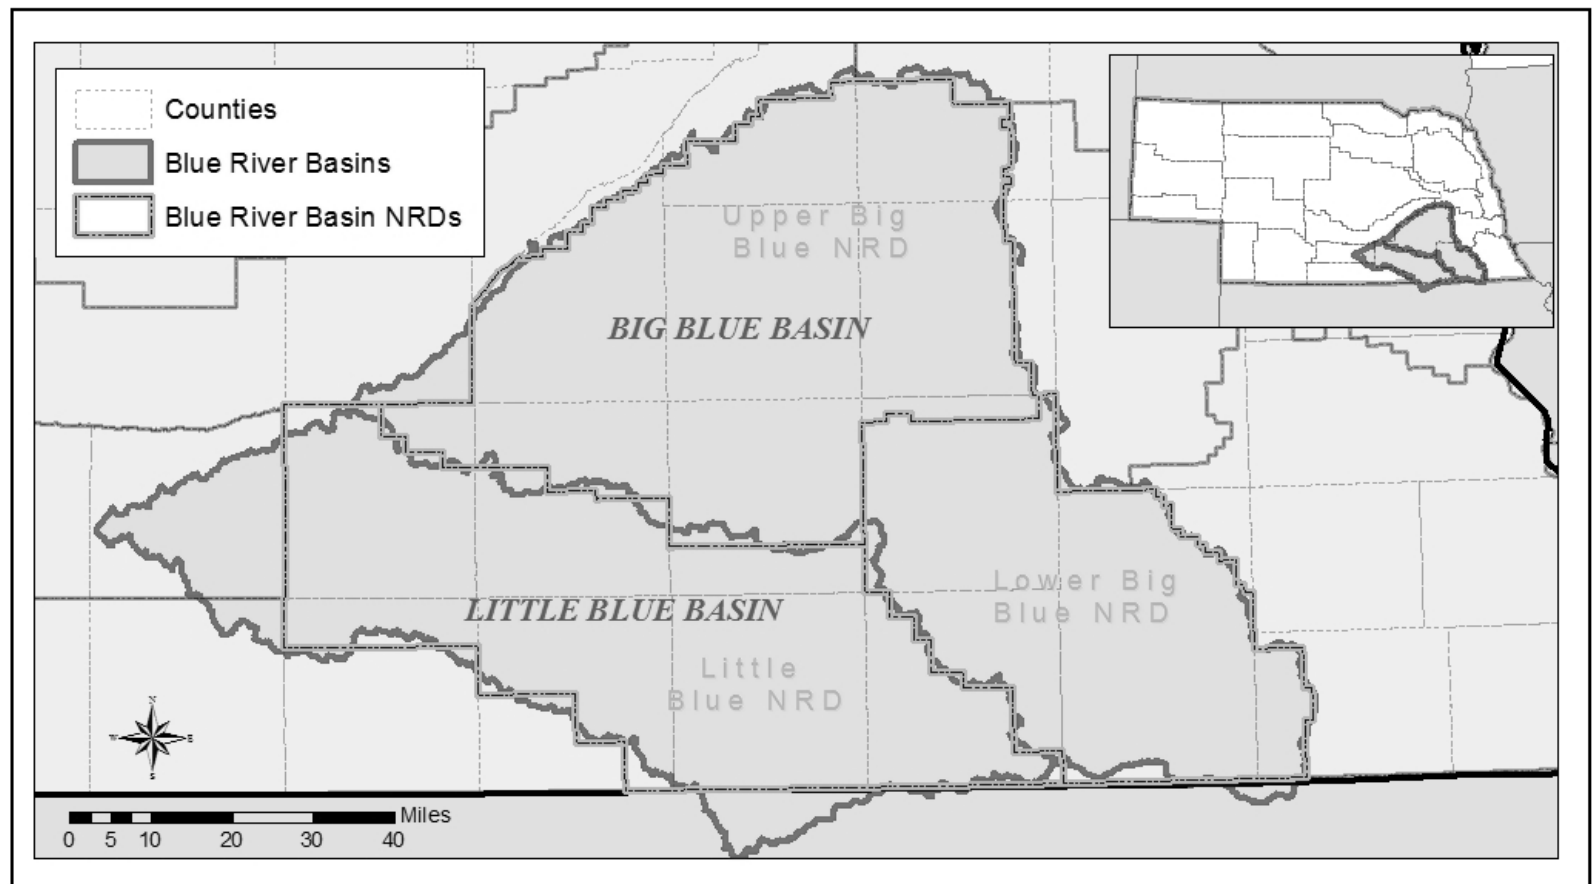 Counties
Blue River Basins
Blue River Basin NRDs
Upper Big
Blue NRD
BIG BLUE BASIN
LITTLE BLUE BASIN
Lower Big
Blue NRD
Little
Blue NRD
N
W E
S
Miles
0 5 10 20 30 40